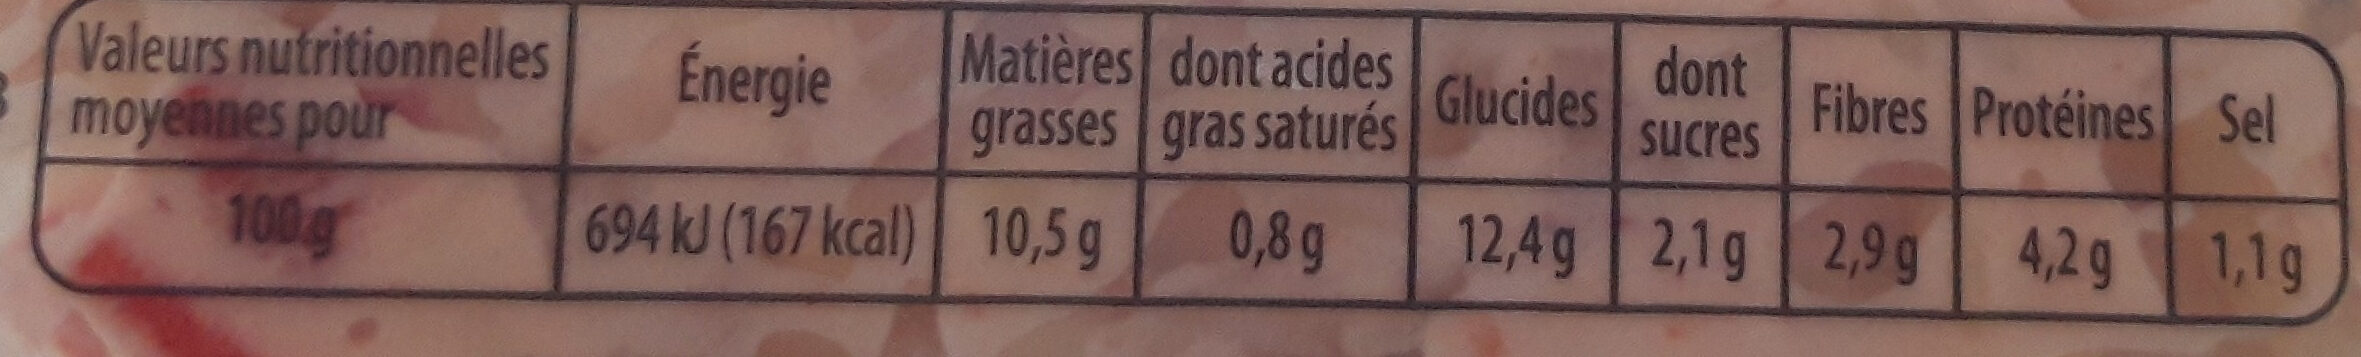 Valeurs nutritionnelles
moyennes pour
Énergie
Matières
grasses
dont acides
gras saturés
Glucides
dont
sucres
Fibres
Protéines
Sel
100 g
694 kJ (167 kcal)
10,5 g
0,8 g
12,4 g
2,1 g
2,9 g
4,2 g
1,1 g